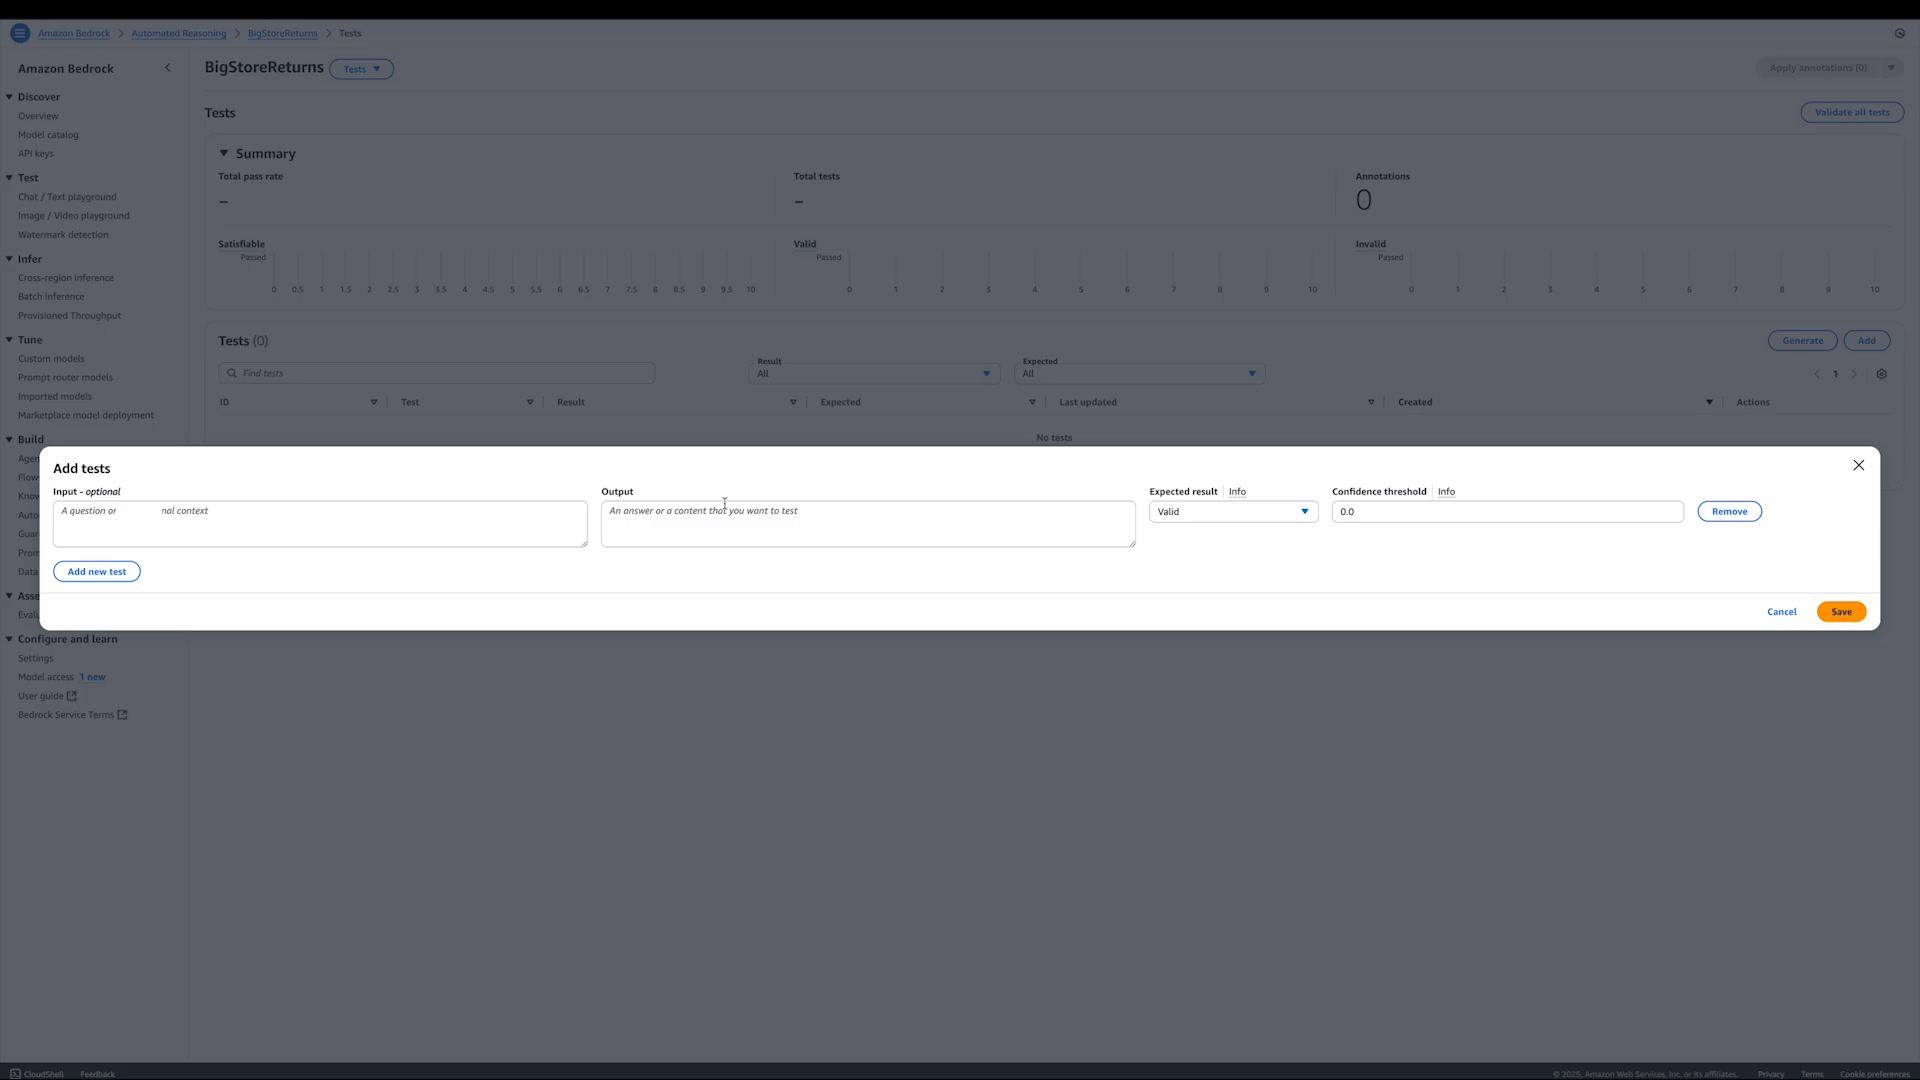 Amazon Bedrock > Automated Reasoning > BigStoreReturns > Tests
Amazon Bedrock
Discover
Overview
Model catalog
API keys
Test
Chat / Text playground
Image / Video playground
Watermark detection
Infer
Cross-region inference
Batch inference
Provisioned Throughput
Tune
Custom models
Prompt router models
Imported models
Marketplace model deployment
Build
Configure and learn
Settings
Model access 1 new
User guide
Bedrock Service Terms
BigStoreReturns Tests
Apply annotations (0)
Tests
Validate all tests
Summary
Total pass rate
–
Total tests
–
Annotations
0
Satisfiable
Passed
0 0.5 1 1.5 2 2.5 3 3.5 4 4.5 5 5.5 6 6.5 7 7.5 8 8.5 9 9.5 10
Valid
Passed
0 1 2 3 4 5 6 7 8 9 10
Invalid
Passed
0 1 2 3 4 5 6 7 8 9 10
Tests (0)
Generate Add
Find tests
Result
All
Expected
All
1
ID Test Result Expected Last updated Created Actions
No tests
Add tests
Input - optional
A question or nal context
Output
An answer or a content that you want to test
Expected result Info
Valid
Confidence threshold Info
0.0
Remove
Add new test
Cancel Save
CloudShell Feedback
© 2025, Amazon Web Services, Inc. or its affiliates. Privacy Terms Cookie preferences